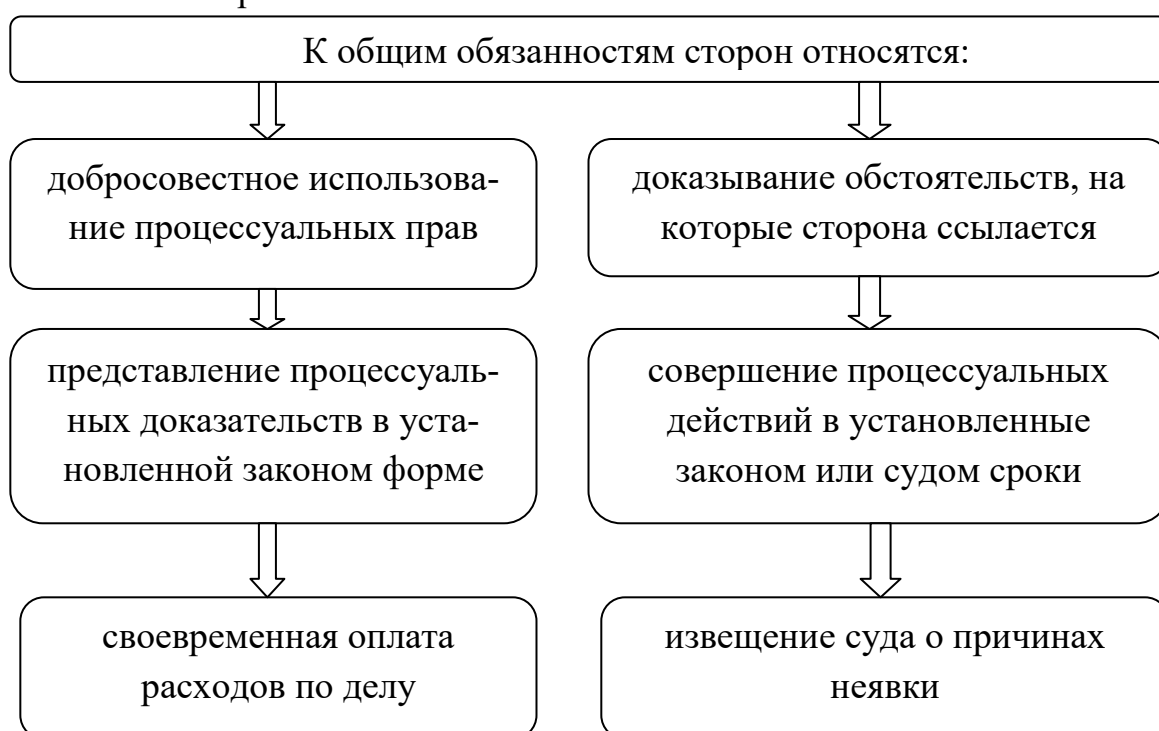 К общим обязанностям сторон относятся:
добросовестное использова-
ние процессуальных прав
доказывание обстоятельств, на
которые сторона ссылается
представление процессуаль-
ных доказательств в уста-
новленной законом форме
совершение процессуальных
действий в установленные
законом или судом сроки
своевременная оплата
расходов по делу
извещение суда о причинах
неявки